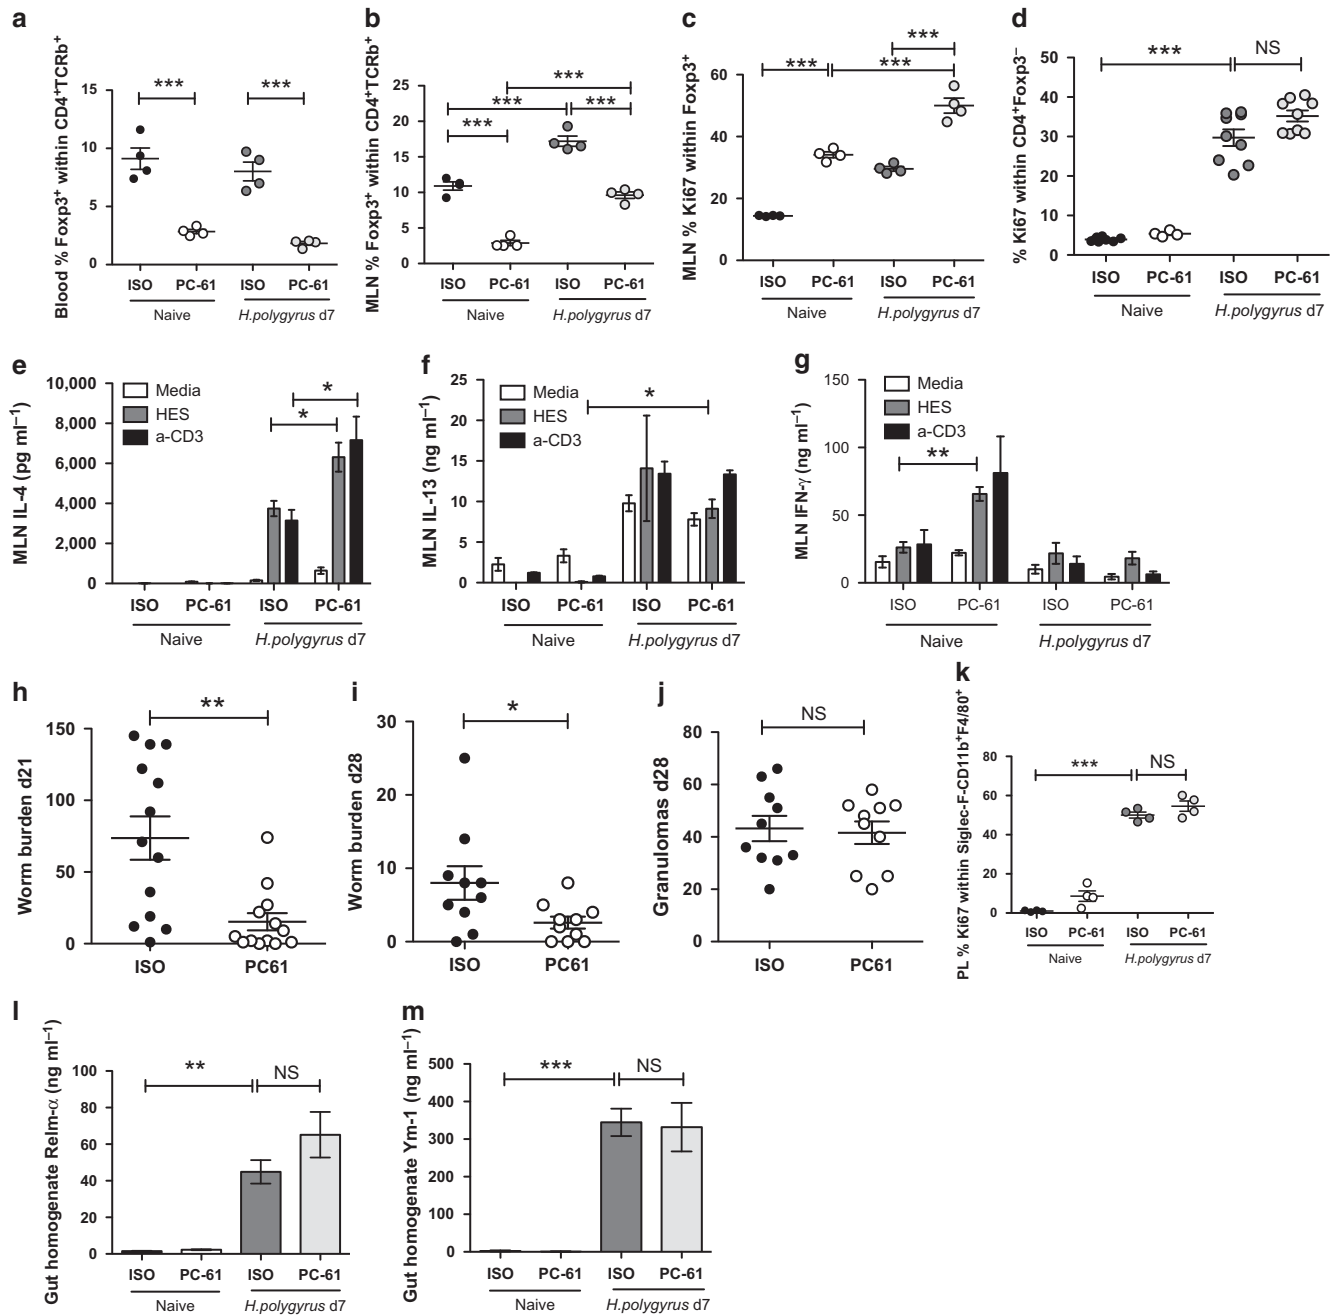 a
Blood % Foxp3⁺ within CD4⁺TCRb⁺
15
10
5
0
***
***
ISO PC-61 ISO PC-61
Naive H.polygyrus d7
b
MLN % Foxp3⁺ within CD4⁺TCRb⁺
25
20
15
10
5
0
***
***
***
***
ISO PC-61 ISO PC-61
Naive H.polygyrus d7
c
MLN % Ki67 within Foxp3⁺
60
40
20
0
***
***
***
ISO PC-61 ISO PC-61
Naive H.polygyrus d7
d
% Ki67 within CD4⁺Foxp3⁻
50
40
30
20
10
0
***
NS
ISO PC-61 ISO PC-61
Naive H.polygyrus d7
e
MLN IL-4 (pg ml⁻¹)
10,000
8,000
6,000
4,000
2,000
0
Media
HES
a-CD3
*
*
ISO PC-61 ISO PC-61
Naive H.polygyrus d7
f
MLN IL-13 (ng ml⁻¹)
25
20
15
10
5
0
Media
HES
a-CD3
*
ISO PC-61 ISO PC-61
Naive H.polygyrus d7
g
MLN IFN-γ (ng ml⁻¹)
150
100
50
0
Media
HES
a-CD3
**
ISO PC-61 ISO PC-61
Naive H.polygyrus d7
h
Worm burden d21
150
100
50
0
**
ISO PC61
i
Worm burden d28
30
20
10
0
*
ISO PC61
j
Granulomas d28
80
60
40
20
0
NS
ISO PC61
k
PL % Ki67 within Siglec-F-CD11b⁺F4/80⁺
80
60
40
20
0
***
NS
ISO PC-61 ISO PC-61
Naive H.polygyrus d7
l
Gut homogenate Relm-α (ng ml⁻¹)
100
80
60
40
20
0
**
NS
ISO PC-61 ISO PC-61
Naive H.polygyrus d7
m
Gut homogenate Ym-1 (ng ml⁻¹)
500
400
300
200
100
0
***
NS
ISO PC-61 ISO PC-61
Naive H.polygyrus d7